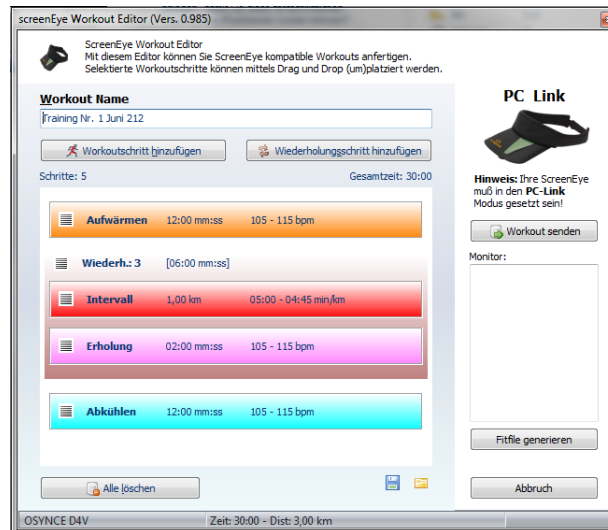 screenEye Workout Editor (Vers. 0.985)
ScreenEye Workout Editor
Mit diesem Editor können Sie ScreenEye kompatible Workouts anfertigen.
Selektierte Workoutschritte können mittels Drag und Drop (um)platziert werden.
Workout Name
Training Nr. 1 Juni 212
Workoutschritt hinzufügen
Wiederholungsschritt hinzufügen
Schritte: 5
Gesamtzeit: 30:00
Aufwärmen 12:00 mm:ss 105 - 115 bpm
Wiederh.: 3 [06:00 mm:ss]
Intervall 1,00 km 05:00 - 04:45 min/km
Erholung 02:00 mm:ss 105 - 115 bpm
Abkühlen 12:00 mm:ss 105 - 115 bpm
Alle löschen
PC Link
Hinweis: Ihre ScreenEye
muß in den PC-Link
Modus gesetzt sein!
Workout senden
Monitor:
Fitfile generieren
Abbruch
OSYNCE D4V
Zeit: 30:00 - Dist: 3,00 km